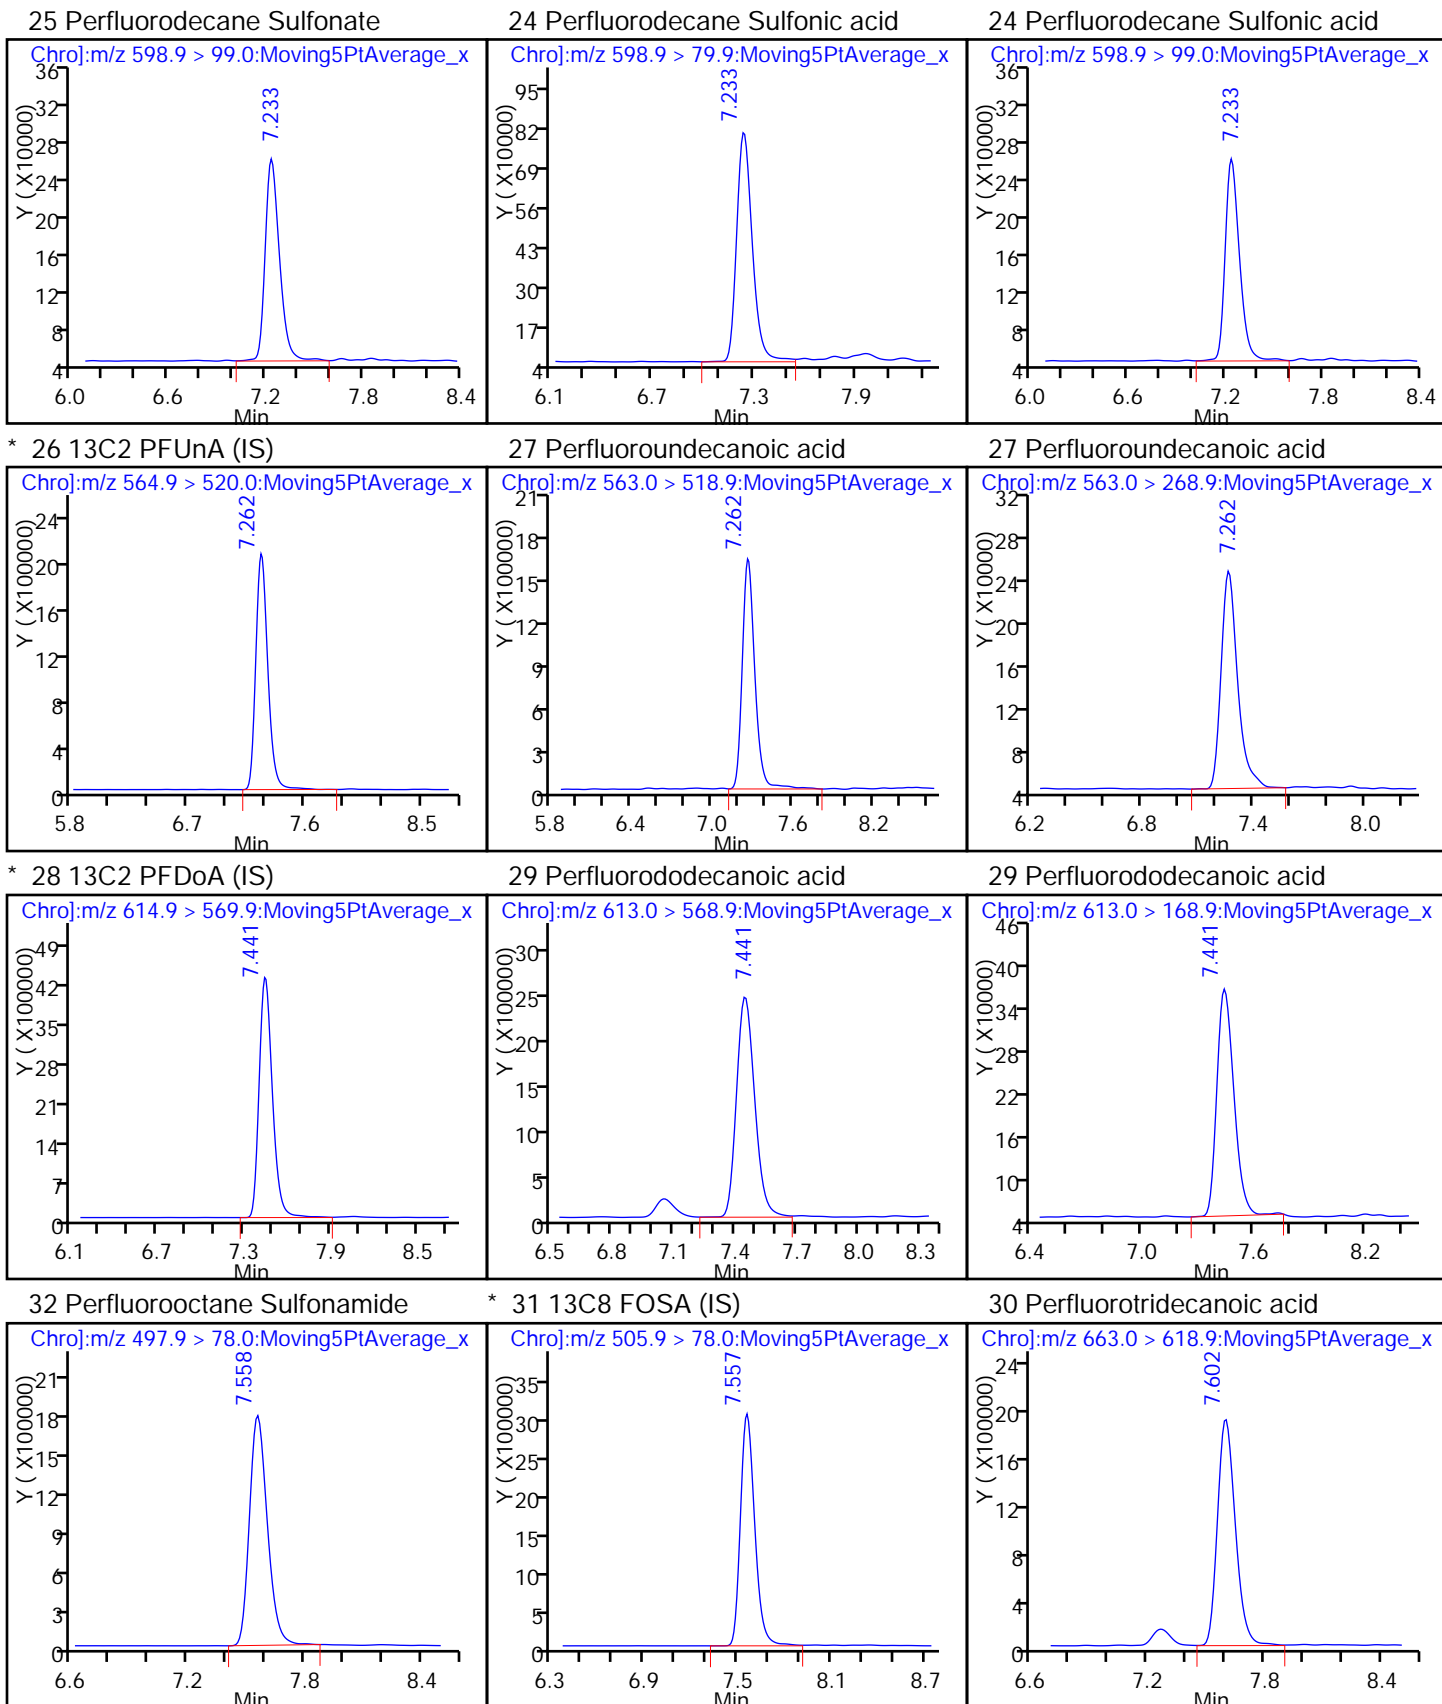 25 Perfluorodecane Sulfonate
Chro]:m/z 598.9 > 99.0:Moving5PtAverage_x
7.233
Y ( X10000)
36
32
28
24
20
16
12
8
4
6.0 6.6 7.2 7.8 8.4
Min
24 Perfluorodecane Sulfonic acid
Chro]:m/z 598.9 > 79.9:Moving5PtAverage_x
7.233
Y ( X10000)
95
82
69
56
43
30
17
4
6.1 6.7 7.3 7.9
Min
24 Perfluorodecane Sulfonic acid
Chro]:m/z 598.9 > 99.0:Moving5PtAverage_x
7.233
Y ( X10000)
36
32
28
24
20
16
12
8
4
6.0 6.6 7.2 7.8 8.4
Min
* 26 13C2 PFUnA (IS)
Chro]:m/z 564.9 > 520.0:Moving5PtAverage_x
7.262
Y ( X100000)
24
20
16
12
8
4
0
5.8 6.7 7.6 8.5
Min
27 Perfluoroundecanoic acid
Chro]:m/z 563.0 > 518.9:Moving5PtAverage_x
7.262
Y ( X100000)
21
18
15
12
9
6
3
0
5.8 6.4 7.0 7.6 8.2
Min
27 Perfluoroundecanoic acid
Chro]:m/z 563.0 > 268.9:Moving5PtAverage_x
7.262
Y ( X10000)
32
28
24
20
16
12
8
4
6.2 6.8 7.4 8.0
Min
* 28 13C2 PFDoA (IS)
Chro]:m/z 614.9 > 569.9:Moving5PtAverage_x
7.441
Y ( X100000)
49
42
35
28
21
14
7
0
6.1 6.7 7.3 7.9 8.5
Min
29 Perfluorododecanoic acid
Chro]:m/z 613.0 > 568.9:Moving5PtAverage_x
7.441
Y ( X100000)
30
25
20
15
10
5
0
6.5 6.8 7.1 7.4 7.7 8.0 8.3
Min
29 Perfluorododecanoic acid
Chro]:m/z 613.0 > 168.9:Moving5PtAverage_x
7.441
Y ( X10000)
46
40
34
28
22
16
10
4
6.4 7.0 7.6 8.2
Min
32 Perfluorooctane Sulfonamide
Chro]:m/z 497.9 > 78.0:Moving5PtAverage_x
7.558
Y ( X100000)
21
18
15
12
9
6
3
0
6.6 7.2 7.8 8.4
Min
* 31 13C8 FOSA (IS)
Chro]:m/z 505.9 > 78.0:Moving5PtAverage_x
7.557
Y ( X100000)
35
30
25
20
15
10
5
0
6.3 6.9 7.5 8.1 8.7
Min
30 Perfluorotridecanoic acid
Chro]:m/z 663.0 > 618.9:Moving5PtAverage_x
7.602
Y ( X100000)
24
20
16
12
8
4
0
6.6 7.2 7.8 8.4
Min